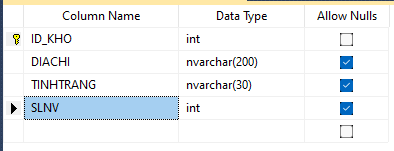 Column Name Data Type Allow Nulls
ID_KHO int
DIACHI nvarchar(200)
TINHTRANG nvarchar(30)
SLNV int